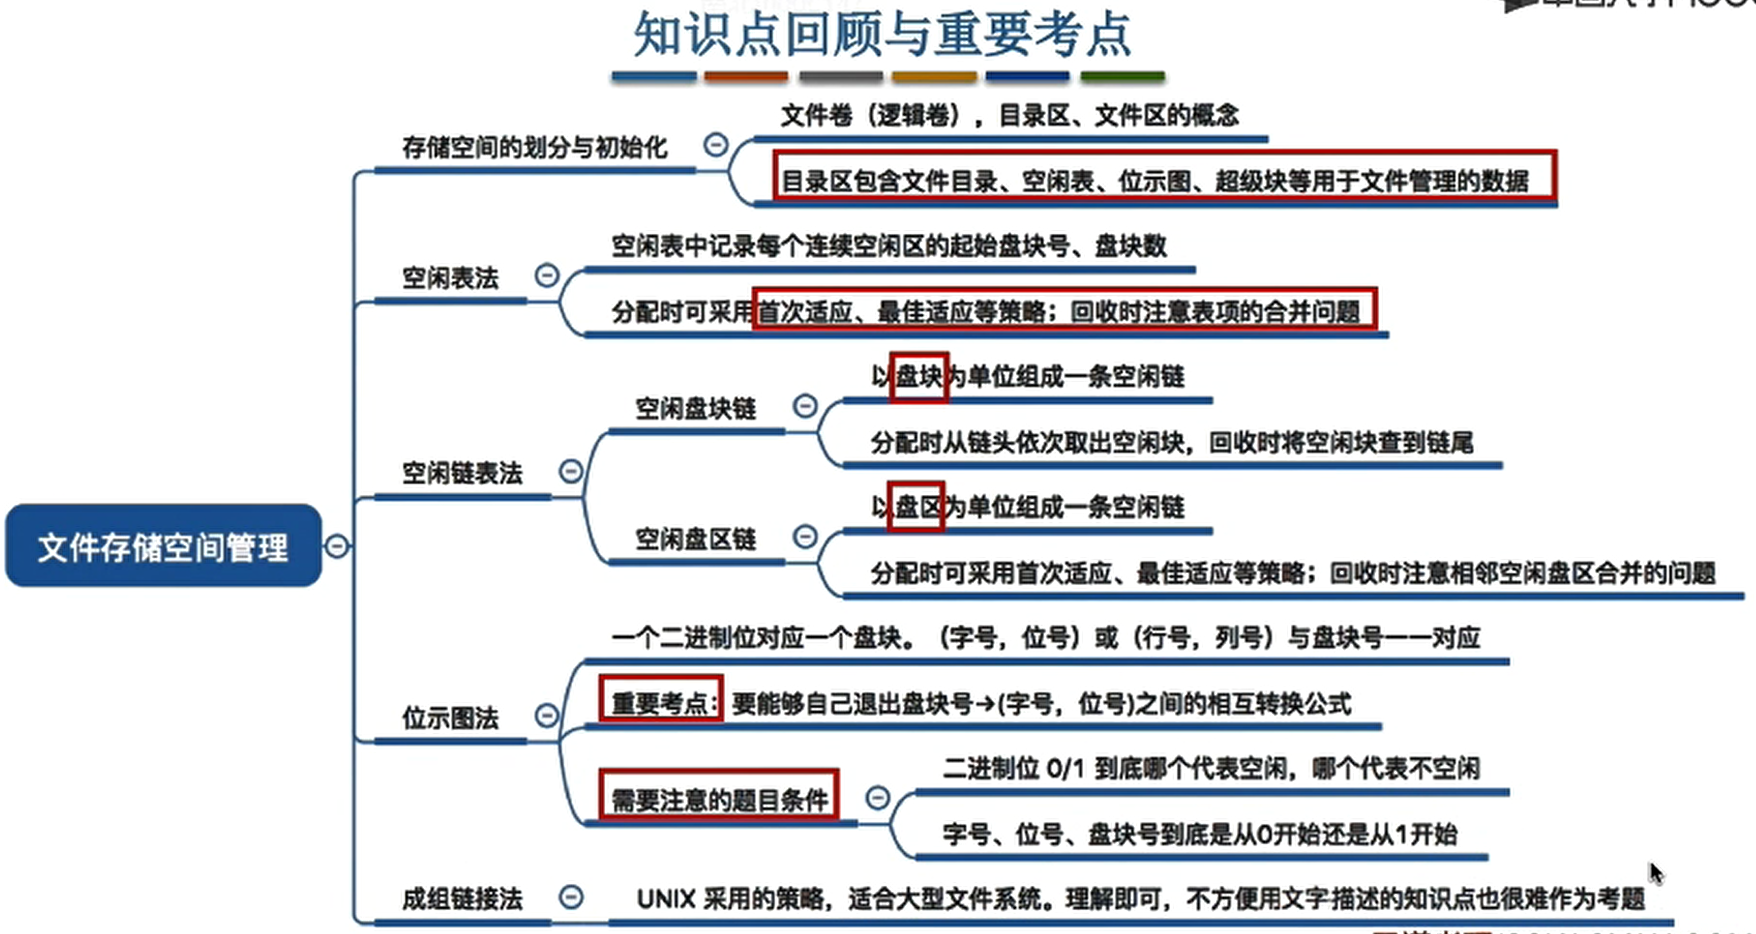 知识点回顾与重要考点
文件卷（逻辑卷），目录区、文件区的概念
存储空间的划分与初始化
目录区包含文件目录、空闲表、位示图、超级块等用于文件管理的数据
空闲表中记录每个连续空闲区的起始盘块号、盘块数
空闲表法
分配时可采用首次适应、最佳适应等策略；回收时注意表项的合并问题
以盘块为单位组成一条空闲链
空闲盘块链
分配时从链头依次取出空闲块，回收时将空闲块查到链尾
空闲链表法
以盘区为单位组成一条空闲链
空闲盘区链
分配时可采用首次适应、最佳适应等策略；回收时注意相邻空闲盘区合并的问题
文件存储空间管理
一个二进制位对应一个盘块。（字号，位号）或（行号，列号）与盘块号一一对应
重要考点：要能够自己退出盘块号→(字号，位号)之间的相互转换公式
位示图法
二进制位 0/1 到底哪个代表空闲，哪个代表不空闲
需要注意的题目条件
字号、位号、盘块号到底是从0开始还是从1开始
成组链接法
UNIX 采用的策略，适合大型文件系统。理解即可，不方便用文字描述的知识点也很难作为考题